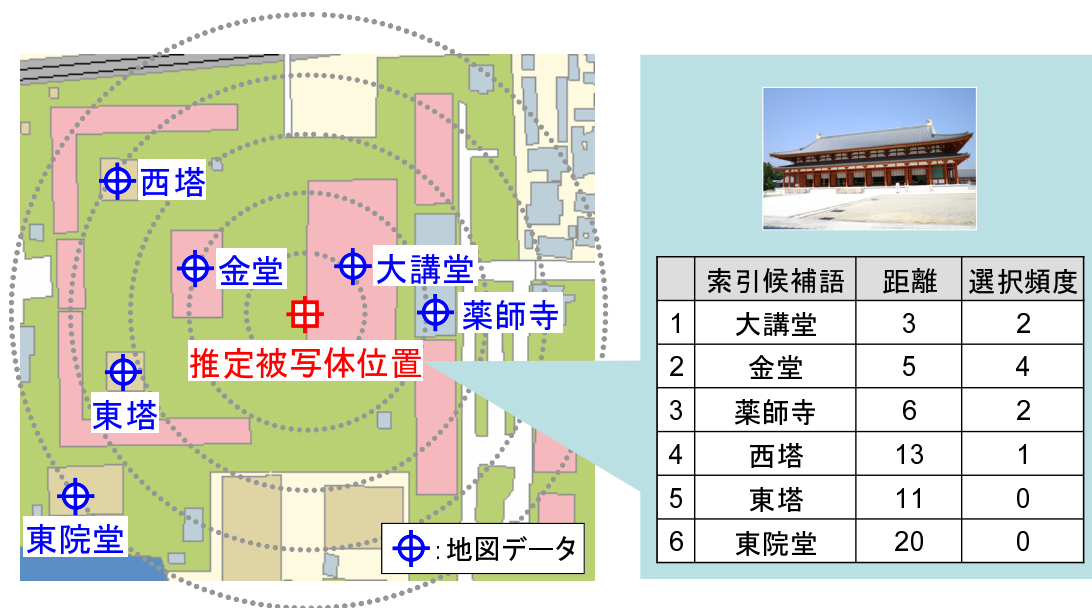 西塔
金堂
大講堂
薬師寺
推定被写体位置
東塔
東院堂
:地図データ
索引候補語 距離 選択頻度
1 大講堂 3 2
2 金堂 5 4
3 薬師寺 6 2
4 西塔 13 1
5 東塔 11 0
6 東院堂 20 0